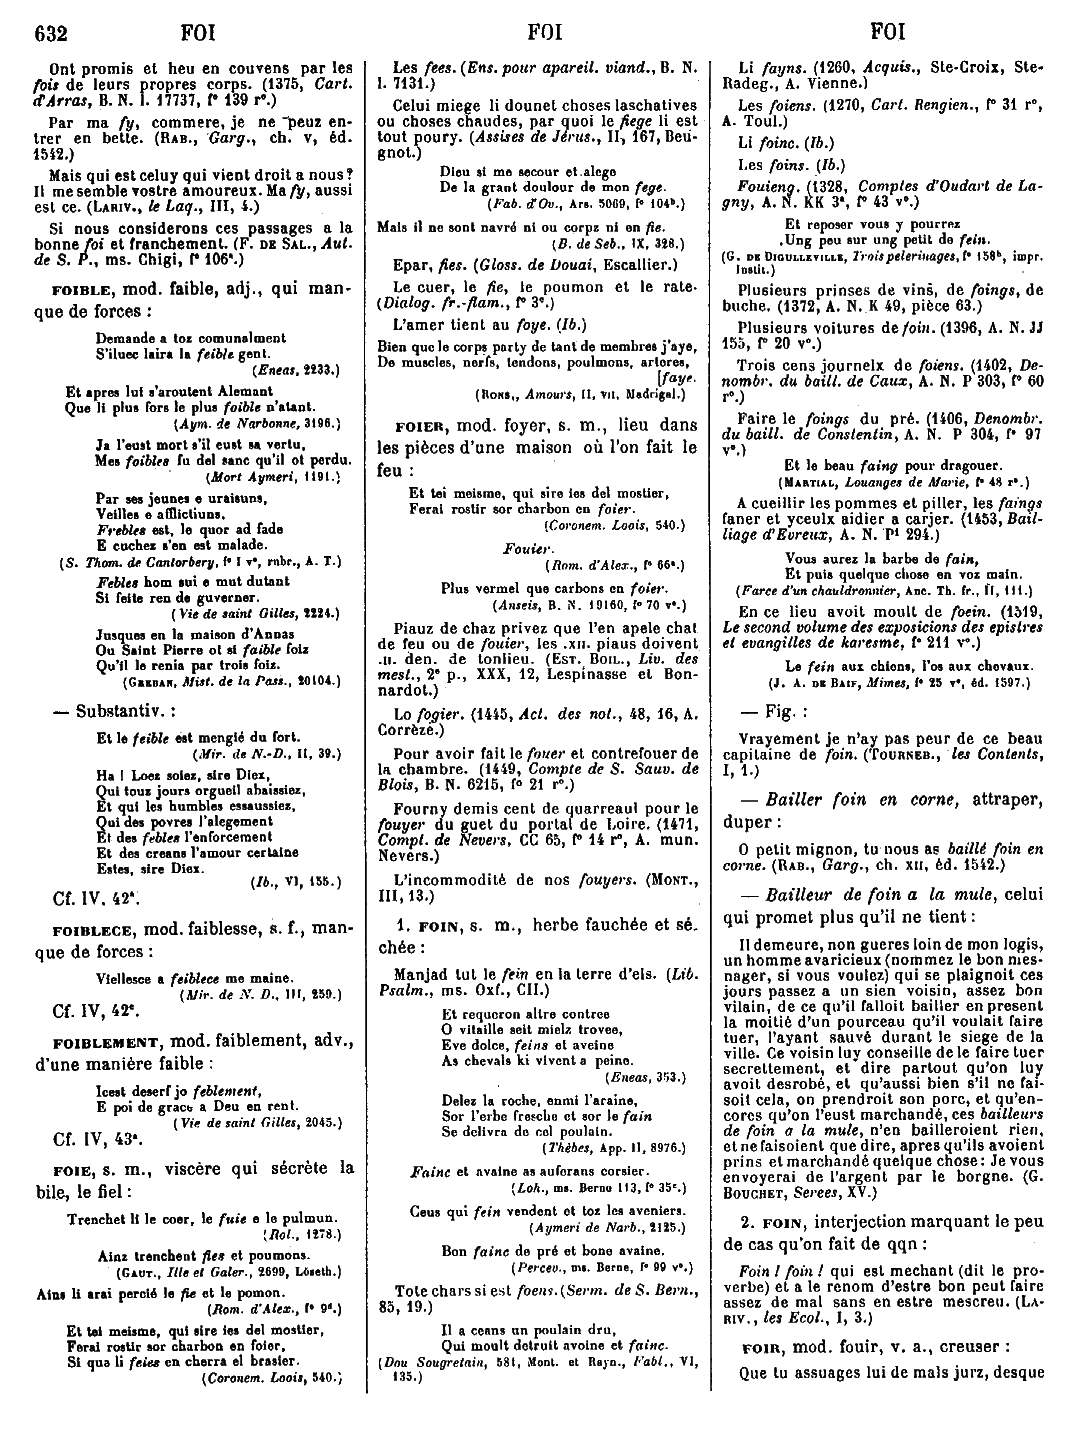 632 FOI FOI FOI
Ont promis et heu en couvens par les
fois de leurs propres corps. (1375, Cart.
d'Arras, B. N. l. 17737, f° 139 r°.)
Par ma fy, commere, je ne peuz en-
trer en bette. (RAB., Garg., ch. v, éd.
1542.)
Mais qui est celuy qui vient droit a nous?
Il me semble vostre amoureux. Ma fy, aussi
est ce. (LARIV., le Laq., III, 4.)
Si nous considerons ces passages a la
bonne foi et franchement. (F. DE SAL., Aut.
de S. P., ms. Chigi, f° 106ª.)
FOIBLE, mod. faible, adj., qui man-
que de forces :
Demande a toz comunalment
S'iluec laira la feible gent.
(Eneas, 2233.)
Et apres lui s'aroutent Alemant
Que li plus fors le plus foible n'atant.
(Aym. de Narbonne, 3196.)
Ja l'eust mort s'il eust sa vertu,
Mes foibles fu del sanc qu'il ot perdu.
(Mort Aymeri, 1191.)
Par ses jeunes e uraisuns,
Veilles e afflictiuns,
Frebles est, le quor ad fade
E cuchez s'en est malade.
(S. Thom. de Cantorbery, f° I v°, rubr., A. T.)
Febles hom sui e mut dutant
Si feite ren de guverner.
(Vie de saint Gilles, 2224.)
Jusques en la maison d'Annas
Ou Saint Pierre ot si faible foiz
Qu'il le renia par trois foiz.
(GREBAN, Mist. de la Pass., 20104.)
— Substantiv. :
Et le feible est mengié du fort.
(Mir. de N.-D., II, 39.)
Ha ! Loez solez, sire Diex,
Qui touz jours orgueil abaissiez,
Et qui les humbles essaussiez,
Qui des povres l'alegement
Et des febles l'enforcement
Et des creans l'amour certaine
Estes, sire Diex.
(Ib., VI, 155.)
Cf. IV, 42ª.
FOIBLECE, mod. faiblesse, s. f., man-
que de forces :
Viellesce a feiblece me maine.
(Mir. de N. D., III, 259.)
Cf. IV, 42ᶜ.
FOIBLEMENT, mod. faiblement, adv.,
d'une manière faible :
Icest deserf jo feblement,
E poi de grace a Deu en rent.
(Vie de saint Gilles, 2045.)
Cf. IV, 43ª.
FOIE, s. m., viscère qui sécrète la
bile, le fiel :
Trenchet li le coer, le fuie e le pulmun.
(Rol., 1278.)
Ainz trenchent fies et poumons.
(GAUT., Ille et Galer., 2699, Löseth.)
Ains li arai percié le fie et le pomon.
(Rom. d'Alex., f° 9ᵈ.)
Et tei meisme, qui sire ies del mostier,
Ferai rostir sor charbon en foier,
Si qua li feies en cherra el brasier.
(Coronem. Loois, 540.)
Les fees. (Ens. pour apareil. viand., B. N.
l. 7131.)
Celui miege li dounet choses laschatives
ou choses chaudes, par quoi le fiege li est
tout poury. (Assises de Jérus., II, 167, Beu-
gnot.)
Dieu si me secour et alege
De la grant doulour de mon fege.
(Fab. d'Ov., Ars. 5069, f° 104ᵇ.)
Mais il ne sont navré ni ou corpz ni en fie.
(B. de Seb., IX, 328.)
Epar, fies. (Gloss. de Douai, Escallier.)
Le cuer, le fie, le poumon et le rate.
(Dialog. fr.-flam., f° 3ᶜ.)
L'amer tient au foye. (Ib.)
Bien que le corps party de tant de membres j'aye,
De muscles, nerfs, tendons, poulmons, arteres,
[faye.
(RONS., Amours, II, VII, Madrigal.)
FOIER, mod. foyer, s. m., lieu dans
les pièces d'une maison où l'on fait le
feu :
Et tei meisme, qui sire ies del mostier,
Ferai rostir sor charbon en foier.
(Coronem. Loois, 540.)
Fouier.
(Rom. d'Alex., f° 66ᵃ.)
Plus vermel que carbons en foier.
(Anseis, B. N. 19160, f° 70 v°.)
Piauz de chaz privez que l'en apele chat
de feu ou de fouier, les .XII. piaus doivent
.II. den. de tonlieu. (EST. BOIL., Liv. des
mest., 2ᵉ p., XXX, 12, Lespinasse et Bon-
nardot.)
Lo fogier. (1445, Act. des not., 48, 16, A.
Corrèze.)
Pour avoir fait le fouer et contrefouer de
la chambre. (1449, Compte de S. Sauv. de
Blois, B. N. 6215, f° 21 r°.)
Fourny demis cent de quarreaul pour le
fouyer du guet du portal de Loire. (1471,
Compt. de Nevers, CC 65, f° 14 r°, A. mun.
Nevers.)
L'incommodité de nos fouyers. (MONT.,
III, 13.)
1. FOIN, s. m., herbe fauchée et sé-
chée :
Manjad tut le fein en la terre d'els. (Lib.
Psalm., ms. Oxf., CII.)
Et requeron altre contree
O vitaille seit mielz trovee,
Eve dolce, feins et aveine
As chevals ki vivent a peine.
(Eneas, 353.)
Delez la roche, enmi l'araine,
Sor l'erbe fresche et sor le fain
Se delivra de col poulain.
(Thèbes, App. II, 8976.)
Fainc et avaine as auferans corsier.
(Loh., ms. Berne 113, f° 35ᶜ.)
Ceus qui fein vendent et toz les aveniers.
(Aymeri de Narb., 2125.)
Bon fainc de pré et bone avaine.
(Percev., ms. Berne, f° 99 v°.)
Tote chars si est foens. (Serm. de S. Bern.,
85, 19.)
Il a ceans un poulain dru,
Qui moult detruit avoine et fainc.
(Dou Sougretain, 581, Mont. et Rayn., Fabl., VI,
135.)
Li fayns. (1260, Acquis., Ste-Croix, Ste-
Radeg., A. Vienne.)
Les foiens. (1270, Cart. Rengien., f° 31 r°,
A. Toul.)
Li foinc. (Ib.)
Les foins. (Ib.)
Fouieng. (1328, Comptes d'Oudart de La-
gny, A. N. KK 3ª, f° 43 v°.)
Et reposer vous y pourrez
Ung peu sur ung petit de fein.
(G. DE DIGULLEVILLE, Trois pelerinages, f° 158ᵇ, impr.
Instit.)
Plusieurs prinses de vins, de foings, de
buche. (1372, A. N. K 49, pièce 63.)
Plusieurs voitures de foin. (1396, A. N. JJ
155, f° 20 v°.)
Trois cens journelx de foiens. (1402, De-
nombr. du baill. de Caux, A. N. P 303, f° 60
r°.)
Faire le foings du pré. (1406, Denombr.
du baill. de Constentin, A. N. P 304, f° 97
v°.)
Et le beau faing pour dragouer.
(MARTIAL, Louanges de Marie, f° 48 r°.)
A cueillir les pommes et piller, les faings
faner et yceulx aidier a carjer. (1453, Bail-
liage d'Evreux, A. N. P¹ 294.)
Vous aurez la barbe de fain,
Et puis quelque chose en voz main.
(Farce d'un chauldronnier, Anc. Th. fr., II, 111.)
En ce lieu avoit moult de foein. (1519,
Le second volume des exposicions des epistres
et evangilles de karesme, f° 211 v°.)
Le fein aux chiens, l'os aux chevaux.
(J. A. DE BAIF, Mimes, f° 25 v°, éd. 1597.)
— Fig. :
Vrayement je n'ay pas peur de ce beau
capitaine de foin. (TOURNEB., les Contents,
I, 1.)
— Bailler foin en corne, attraper,
duper :
O petit mignon, tu nous as baillé foin en
corne. (RAB., Garg., ch. XII, éd. 1542.)
— Bailleur de foin a la mule, celui
qui promet plus qu'il ne tient :
Il demeure, non gueres loin de mon logis,
un homme avaricieux (nommez le bon mes-
nager, si vous voulez) qui se plaignoit ces
jours passez a un sien voisin, assez bon
vilain, de ce qu'il falloit bailler en present
la moitié d'un pourceau qu'il voulait faire
tuer, l'ayant sauvé durant le siege de la
ville. Ce voisin luy conseille de le faire tuer
secrettement, et dire partout qu'on luy
avoit desrobé, et qu'aussi bien s'il ne fai-
soit cela, on prendroit son porc, et qu'en-
cores qu'on l'eust marchandé, ces bailleurs
de foin a la mule, n'en bailleroient rien,
et ne faisoient que dire, apres qu'ils avoient
prins et marchandé quelque chose : Je vous
envoyerai de l'argent par le borgne. (G.
BOUCHET, Serees, XV.)
2. FOIN, interjection marquant le peu
de cas qu'on fait de qqn :
Foin ! foin ! qui est mechant (dit le pro-
verbe) et a le renom d'estre bon peut faire
assez de mal sans en estre mescreu. (LA-
RIV., les Ecol., I, 3.)
FOIR, mod. fouir, v. a., creuser :
Que tu assuages lui de mals jurz, desque